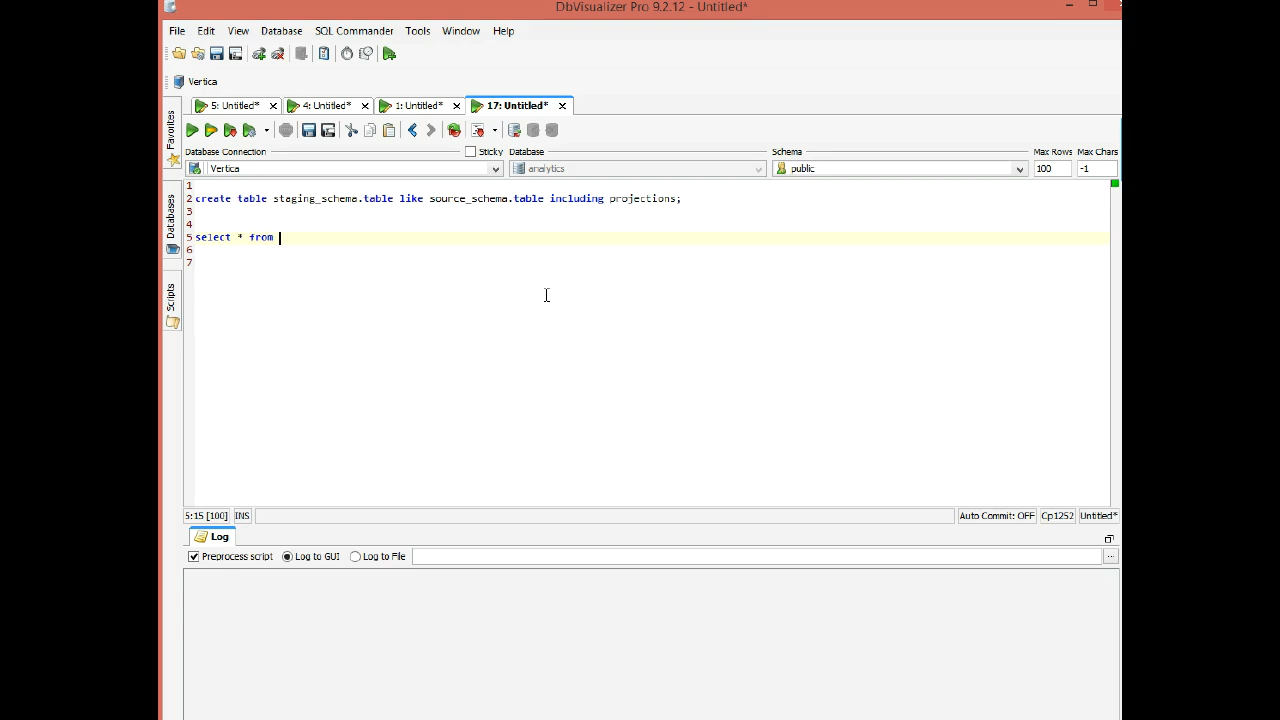 DbVisualizer Pro 9.2.12 - Untitled*
File Edit View Database SQL Commander Tools Window Help
Vertica
5: Untitled* 4: Untitled* 1: Untitled* 17: Untitled*
Favorites
Databases
Scripts
Database Connection Sticky Database Schema Max Rows Max Chars
Vertica analytics public 100 -1
1
2 create table staging_schema.table like source_schema.table including projections;
3
4
5 select * from
6
7
5:15 [100] INS Auto Commit: OFF Cp1252 Untitled*
Log
Preprocess script Log to GUI Log to File ...